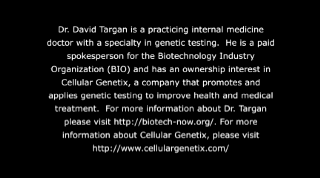 Dr. David Targan is a practicing internal medicine
doctor with a specialty in genetic testing. He is a paid
spokesperson for the Biotechnology Industry
Organization (BIO) and has an ownership interest in
Cellular Genetix, a company that promotes and
applies genetic testing to improve health and medical
treatment. For more information about Dr. Targan
please visit http://biotech-now.org/. For more
information about Cellular Genetix, please visit
http://www.cellulargenetix.com/